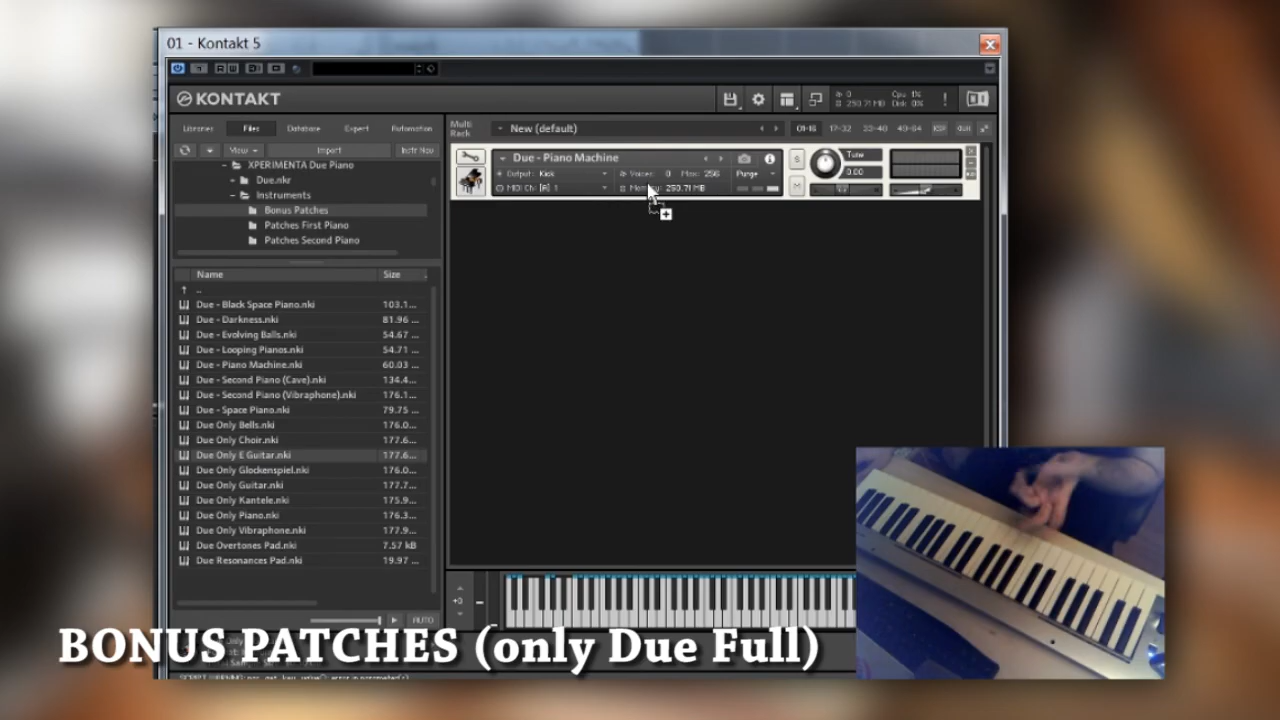 01 - Kontakt 5
KONTAKT
Cpu 1%
250.71 MB Disk 0%
Libraries Files Database Expert Automation
Multi Rack
New (default)
01-16 17-32 33-48 49-64 KSP AUX
View Import Instr Nav
XPERIMENTA Due Piano
Due.nkr
Instruments
Bonus Patches
Patches First Piano
Patches Second Piano
Due - Piano Machine
Output: Kick Voices: 0 Max: 256 Purge
MIDI Ch: [A] 1 250.71 MB
S
M
Tune
0.00
Name Size
..
Due - Black Space Piano.nki 103.1...
Due - Darkness.nki 81.96 ...
Due - Evolving Balls.nki 54.67 ...
Due - Looping Pianos.nki 54.71 ...
Due - Piano Machine.nki 60.03 ...
Due - Second Piano (Cave).nki 134.4...
Due - Second Piano (Vibraphone).nki 176.1...
Due - Space Piano.nki 79.75 ...
Due Only Bells.nki 176.0...
Due Only Choir.nki 177.6...
Due Only E Guitar.nki 177.6...
Due Only Glockenspiel.nki 176.0...
Due Only Guitar.nki 177.7...
Due Only Kantele.nki 175.9...
Due Only Piano.nki 176.3...
Due Only Vibraphone.nki 177.9...
Due Overtones Pad.nki 7.57 kB
Due Resonances Pad.nki 19.97 ...
+0
AUTO
BONUS PATCHES (only Due Full)